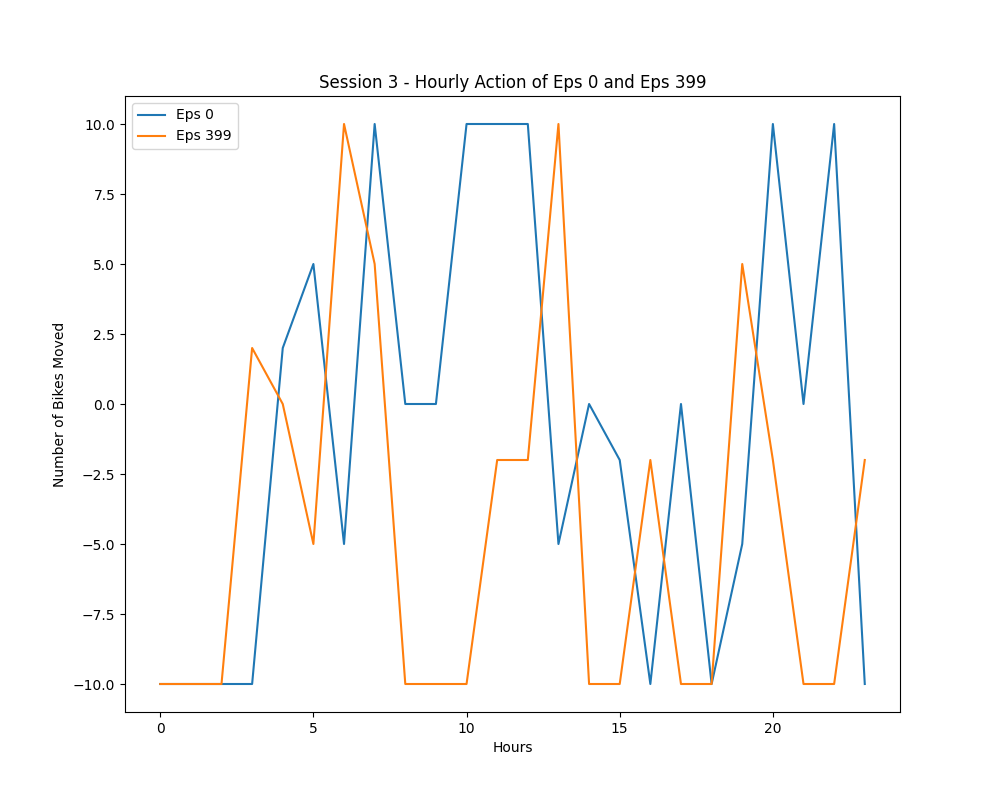 Session 3 - Hourly Action of Eps 0 and Eps 399
Eps 0
Eps 399
10.0
7.5
5.0
2.5
0.0
−2.5
−5.0
−7.5
−10.0
Number of Bikes Moved
0 5 10 15 20
Hours